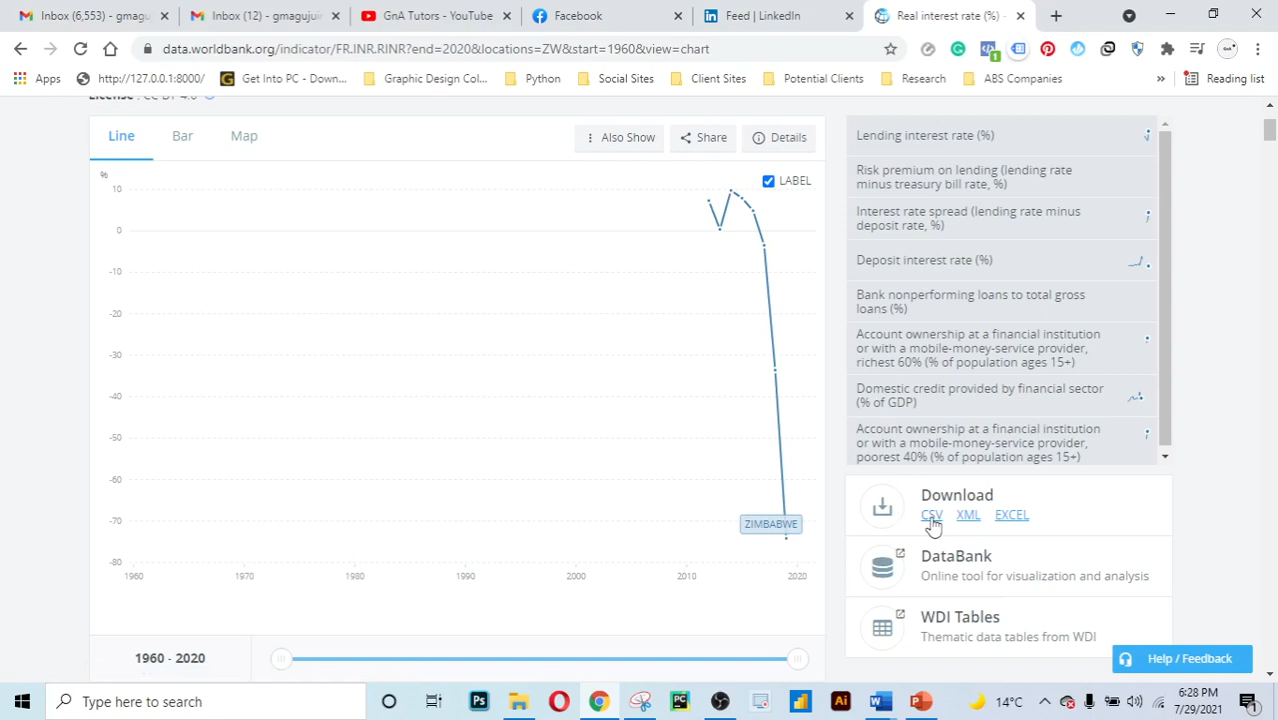 Inbox (6,553) - gmagu
Inbox (12) - gmagujui
GnA Tutors - YouTube
Facebook
Feed | LinkedIn
Real interest rate (%) -
data.worldbank.org/indicator/FR.INR.RINR?end=2020&locations=ZW&start=1960&view=chart
Apps
http://127.0.0.1:8000/
Get Into PC - Down...
Graphic Design Col...
Python
Social Sites
Client Sites
Potential Clients
Research
ABS Companies
»
Reading list
License : CC BY-4.0
Line
Bar
Map
Also Show
Share
Details
%
LABEL
10
0
-10
-20
-30
-40
-50
-60
-70
-80
ZIMBABWE
1960
1970
1980
1990
2000
2010
2020
1960 - 2020
Lending interest rate (%)
Risk premium on lending (lending rate
minus treasury bill rate, %)
Interest rate spread (lending rate minus
deposit rate, %)
Deposit interest rate (%)
Bank nonperforming loans to total gross
loans (%)
Account ownership at a financial institution
or with a mobile-money-service provider,
richest 60% (% of population ages 15+)
Domestic credit provided by financial sector
(% of GDP)
Account ownership at a financial institution
or with a mobile-money-service provider,
poorest 40% (% of population ages 15+)
Download
CSV XML EXCEL
DataBank
Online tool for visualization and analysis
WDI Tables
Thematic data tables from WDI
Help / Feedback
Type here to search
14°C
6:28 PM
7/29/2021